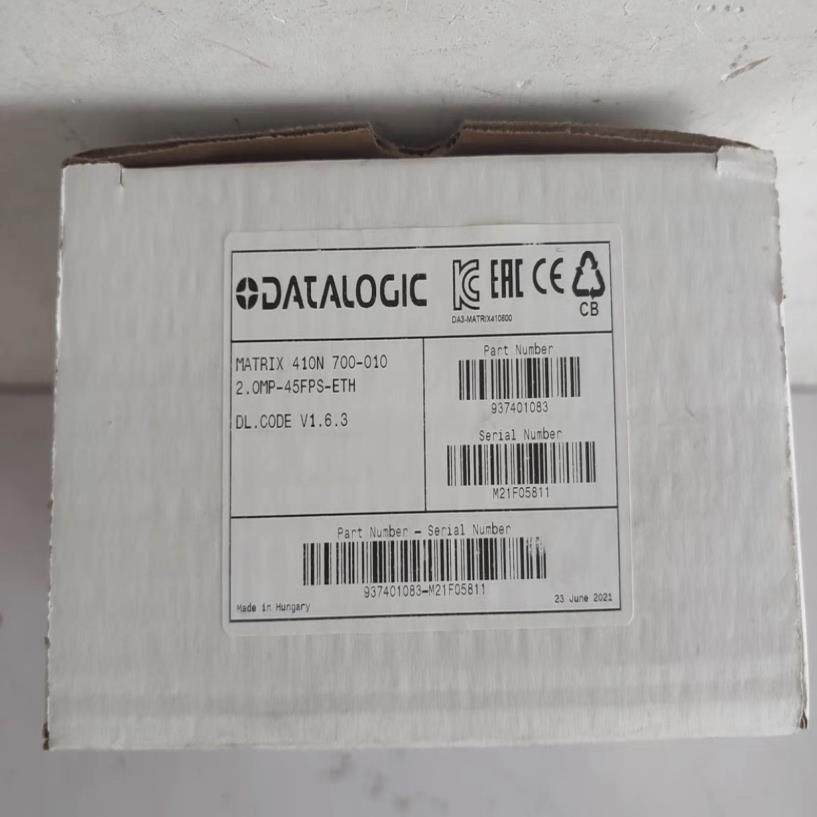 DATALOGIC
EAC CE
DA3-MATRIX410600
CB
MATRIX 410N 700-010
2.0MP-45FPS-ETH
DL.CODE V1.6.3
Part Number
937401083
Serial Number
M21F05811
Part Number - Serial Number
937401083-M21F05811
Made in Hungary
23 June 2021